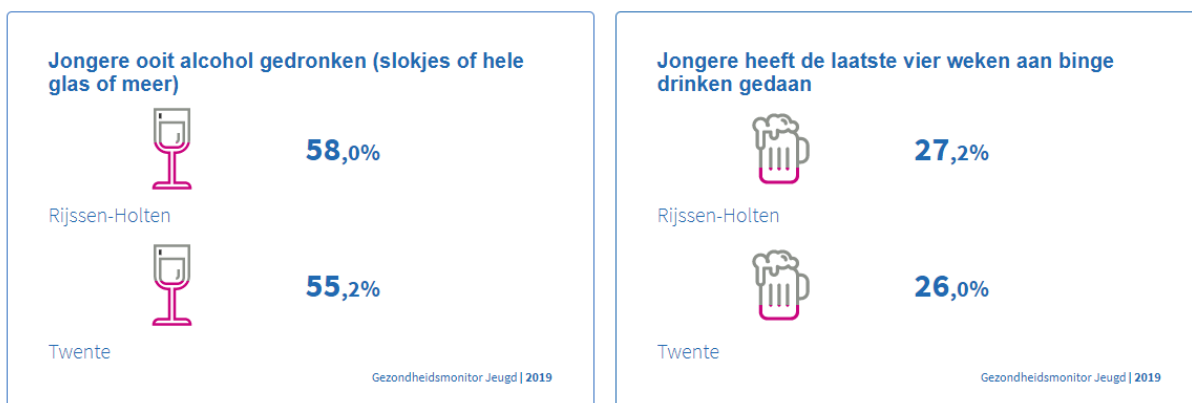 Jongere ooit alcohol gedronken (slokjes of hele
glas of meer)
58,0%
Rijssen-Holten
55,2%
Twente
Gezondheidsmonitor Jeugd | 2019
Jongere heeft de laatste vier weken aan binge
drinken gedaan
27,2%
Rijssen-Holten
26,0%
Twente
Gezondheidsmonitor Jeugd | 2019